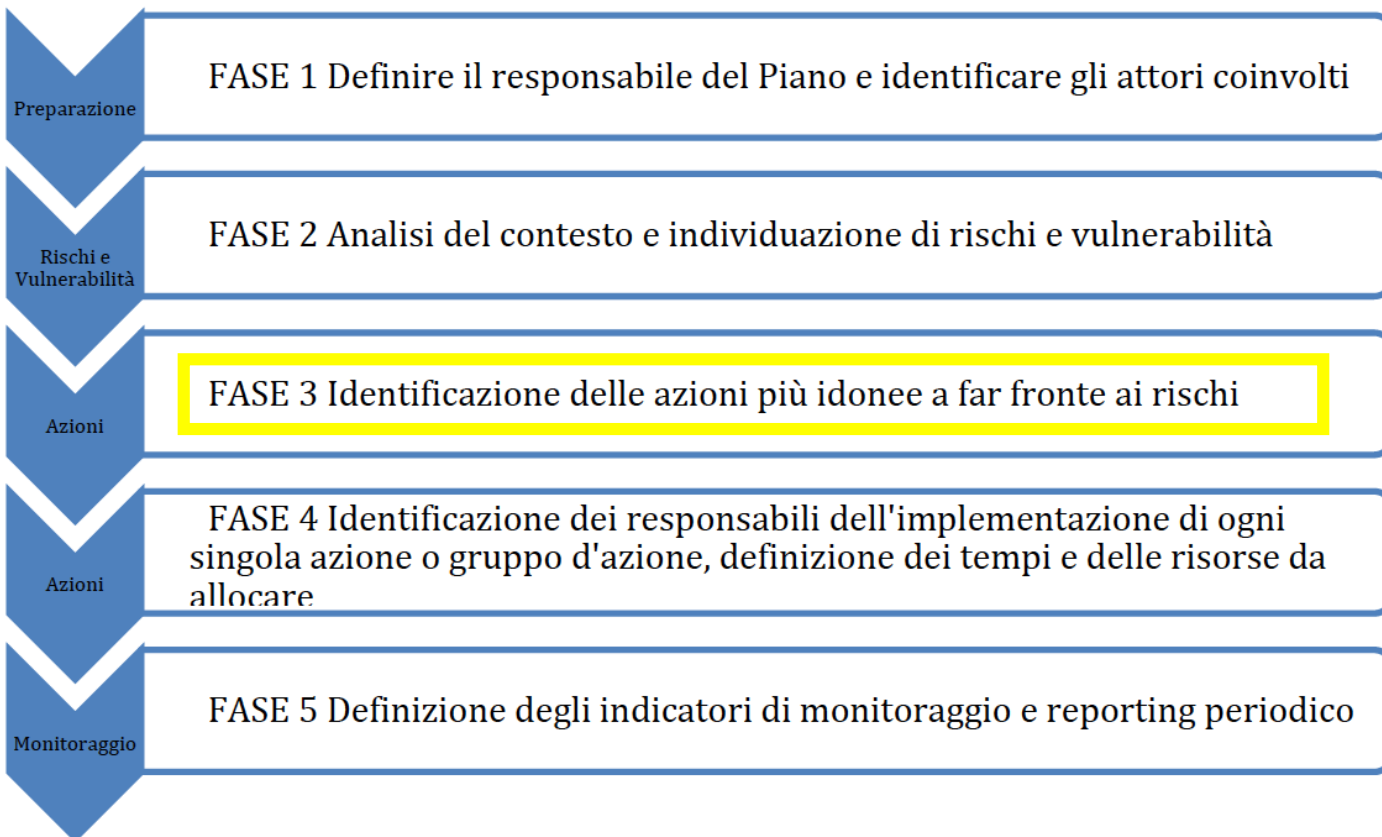 Preparazione
FASE 1 Definire il responsabile del Piano e identificare gli attori coinvolti
Rischi e
Vulnerabilità
FASE 2 Analisi del contesto e individuazione di rischi e vulnerabilità
Azioni
FASE 3 Identificazione delle azioni più idonee a far fronte ai rischi
Azioni
FASE 4 Identificazione dei responsabili dell'implementazione di ogni
singola azione o gruppo d'azione, definizione dei tempi e delle risorse da
allocare
Monitoraggio
FASE 5 Definizione degli indicatori di monitoraggio e reporting periodico